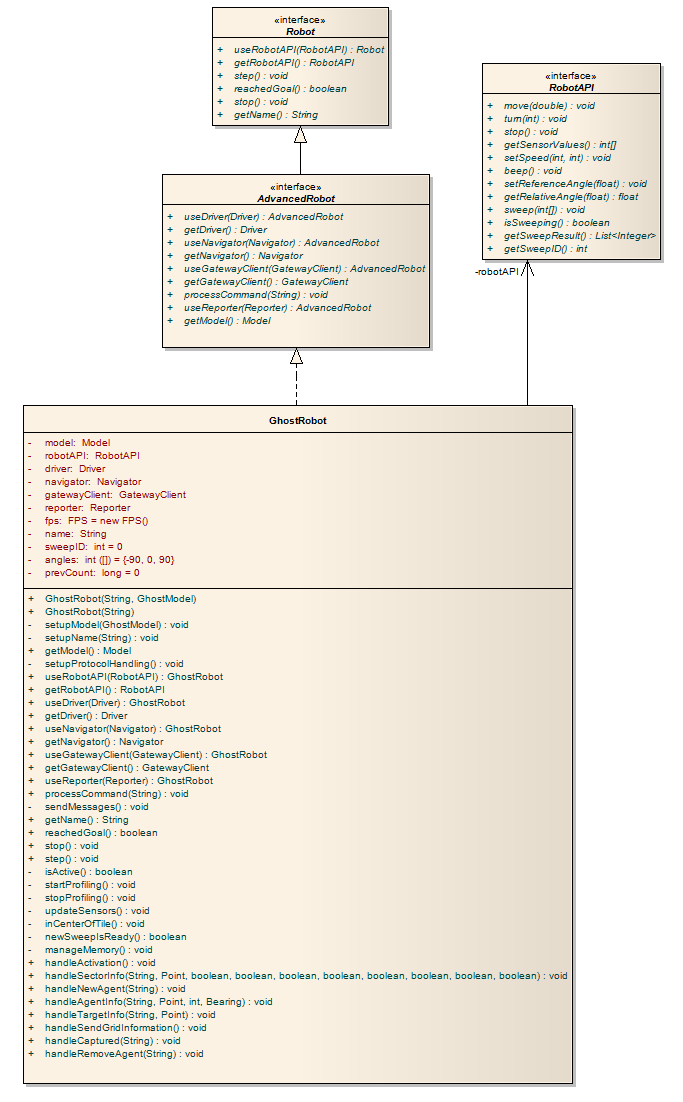 «interface»
Robot
+ useRobotAPI(RobotAPI) : Robot
+ getRobotAPI() : RobotAPI
+ step() : void
+ reachedGoal() : boolean
+ stop() : void
+ getName() : String
«interface»
RobotAPI
+ move(double) : void
+ turn(int) : void
+ stop() : void
+ getSensorValues() : int[]
+ setSpeed(int, int) : void
+ beep() : void
+ setReferenceAngle(float) : void
+ getRelativeAngle(float) : float
+ sweep(int[]) : void
+ isSweeping() : boolean
+ getSweepResult() : List<Integer>
+ getSweepID() : int
«interface»
AdvancedRobot
+ useDriver(Driver) : AdvancedRobot
+ getDriver() : Driver
+ useNavigator(Navigator) : AdvancedRobot
+ getNavigator() : Navigator
+ useGatewayClient(GatewayClient) : AdvancedRobot
+ getGatewayClient() : GatewayClient
+ processCommand(String) : void
+ useReporter(Reporter) : AdvancedRobot
+ getModel() : Model
-robotAPI
GhostRobot
- model: Model
- robotAPI: RobotAPI
- driver: Driver
- navigator: Navigator
- gatewayClient: GatewayClient
- reporter: Reporter
- fps: FPS = new FPS()
- name: String
- sweepID: int = 0
- angles: int ([]) = {-90, 0, 90}
- prevCount: long = 0
+ GhostRobot(String, GhostModel)
+ GhostRobot(String)
- setupModel(GhostModel) : void
- setupName(String) : void
+ getModel() : Model
- setupProtocolHandling() : void
+ useRobotAPI(RobotAPI) : GhostRobot
+ getRobotAPI() : RobotAPI
+ useDriver(Driver) : GhostRobot
+ getDriver() : Driver
+ useNavigator(Navigator) : GhostRobot
+ getNavigator() : Navigator
+ useGatewayClient(GatewayClient) : GhostRobot
+ getGatewayClient() : GatewayClient
+ useReporter(Reporter) : GhostRobot
+ processCommand(String) : void
- sendMessages() : void
+ getName() : String
+ reachedGoal() : boolean
+ stop() : void
+ step() : void
- isActive() : boolean
- startProfiling() : void
- stopProfiling() : void
- updateSensors() : void
- inCenterOfTile() : void
- newSweepIsReady() : boolean
- manageMemory() : void
+ handleActivation() : void
+ handleSectorInfo(String, Point, boolean, boolean, boolean, boolean, boolean, boolean, boolean, boolean) : void
+ handleNewAgent(String) : void
+ handleAgentInfo(String, Point, int, Bearing) : void
+ handleTargetInfo(String, Point) : void
+ handleSendGridInformation() : void
+ handleCaptured(String) : void
+ handleRemoveAgent(String) : void